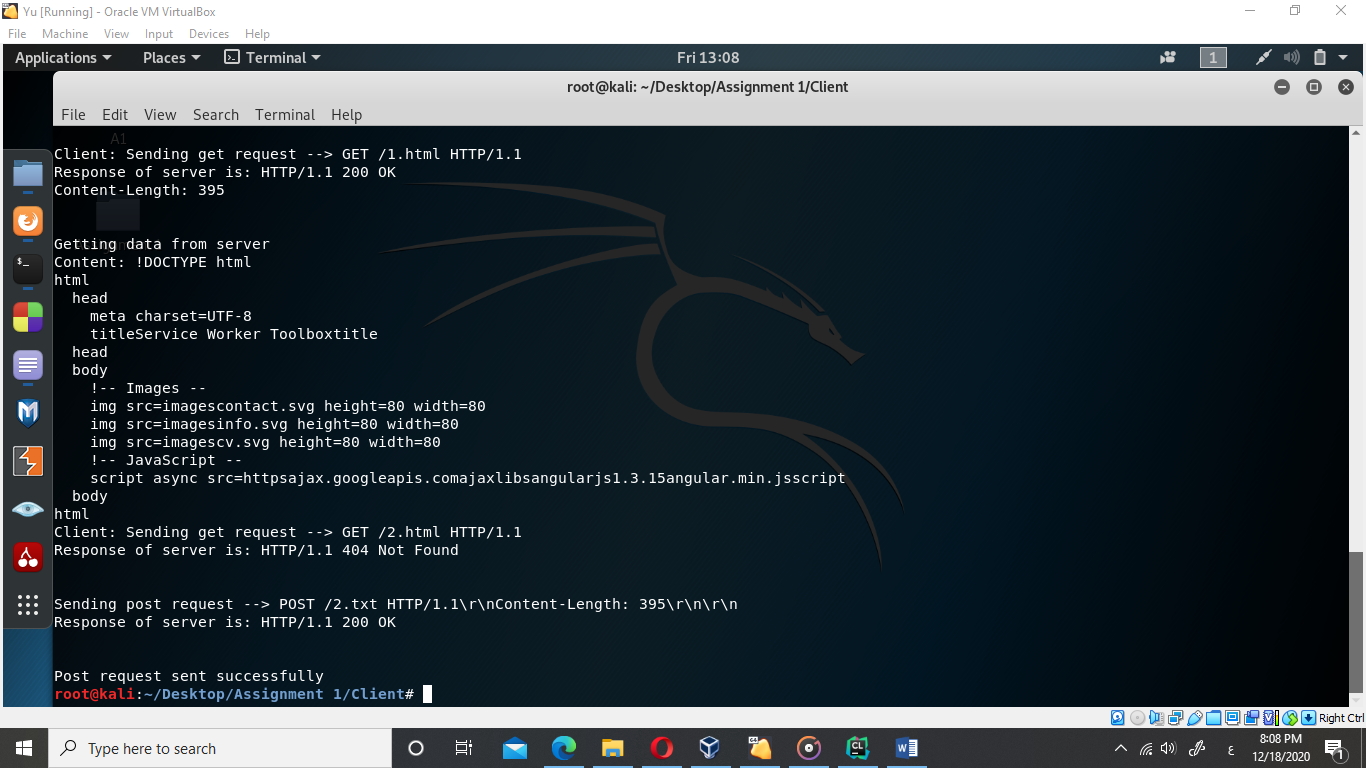 Yu [Running] - Oracle VM VirtualBox
File Machine View Input Devices Help
Applications Places Terminal Fri 13:08 1
root@kali: ~/Desktop/Assignment 1/Client
File Edit View Search Terminal Help
A1
Client: Sending get request --> GET /1.html HTTP/1.1
Response of server is: HTTP/1.1 200 OK
Content-Length: 395
Getting data from server
Content: !DOCTYPE html
html
head
meta charset=UTF-8
titleService Worker Toolboxtitle
head
body
!-- Images --
img src=imagescontact.svg height=80 width=80
img src=imagesinfo.svg height=80 width=80
img src=imagescv.svg height=80 width=80
!-- JavaScript --
script async src=httpsajax.googleapis.comajaxlibsangularjs1.3.15angular.min.jsscript
body
html
Client: Sending get request --> GET /2.html HTTP/1.1
Response of server is: HTTP/1.1 404 Not Found
Sending post request --> POST /2.txt HTTP/1.1\r\nContent-Length: 395\r\n\r\n
Response of server is: HTTP/1.1 200 OK
Post request sent successfully
root@kali:~/Desktop/Assignment 1/Client#
Right Ctrl
Type here to search
ع
8:08 PM
12/18/2020
1